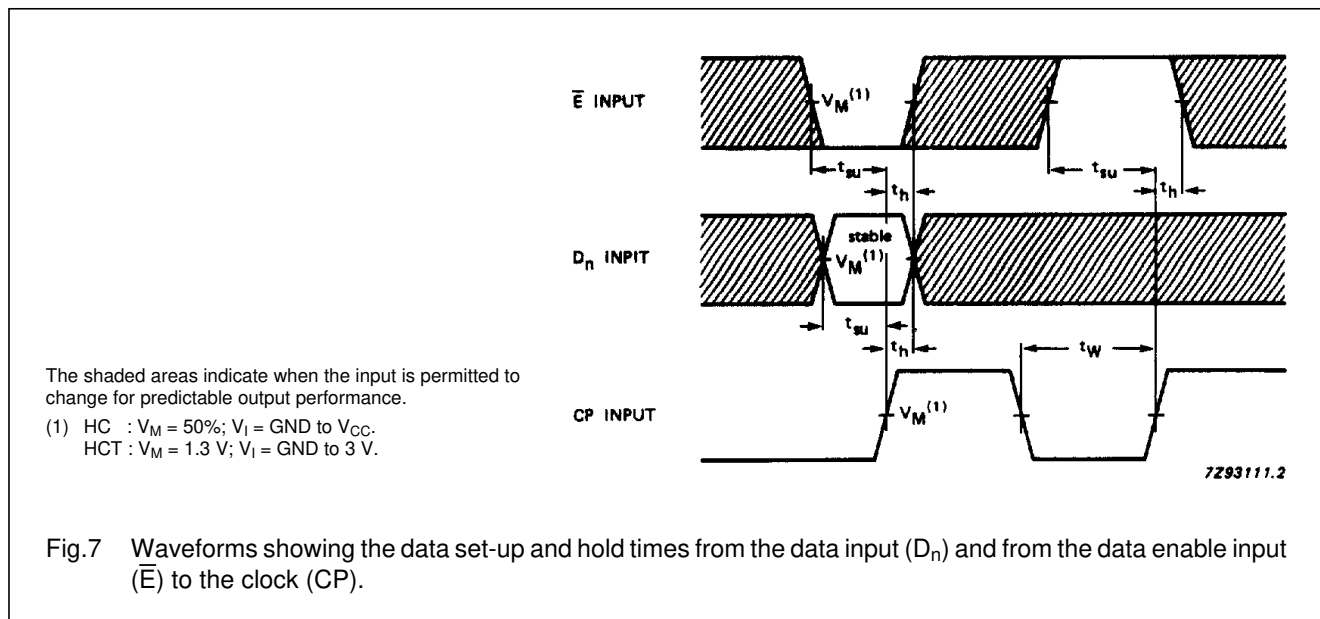 E̅ INPUT
V_M(1)
t_su
t_h
t_su
t_h
D_n INPIT
stable
V_M(1)
t_su
t_h
t_W
CP INPUT
V_M(1)
7Z93111.2
The shaded areas indicate when the input is permitted to
change for predictable output performance.
(1) HC : V_M = 50%; V_I = GND to V_CC.
HCT : V_M = 1.3 V; V_I = GND to 3 V.
Fig.7 Waveforms showing the data set-up and hold times from the data input (D_n) and from the data enable input
(E̅) to the clock (CP).